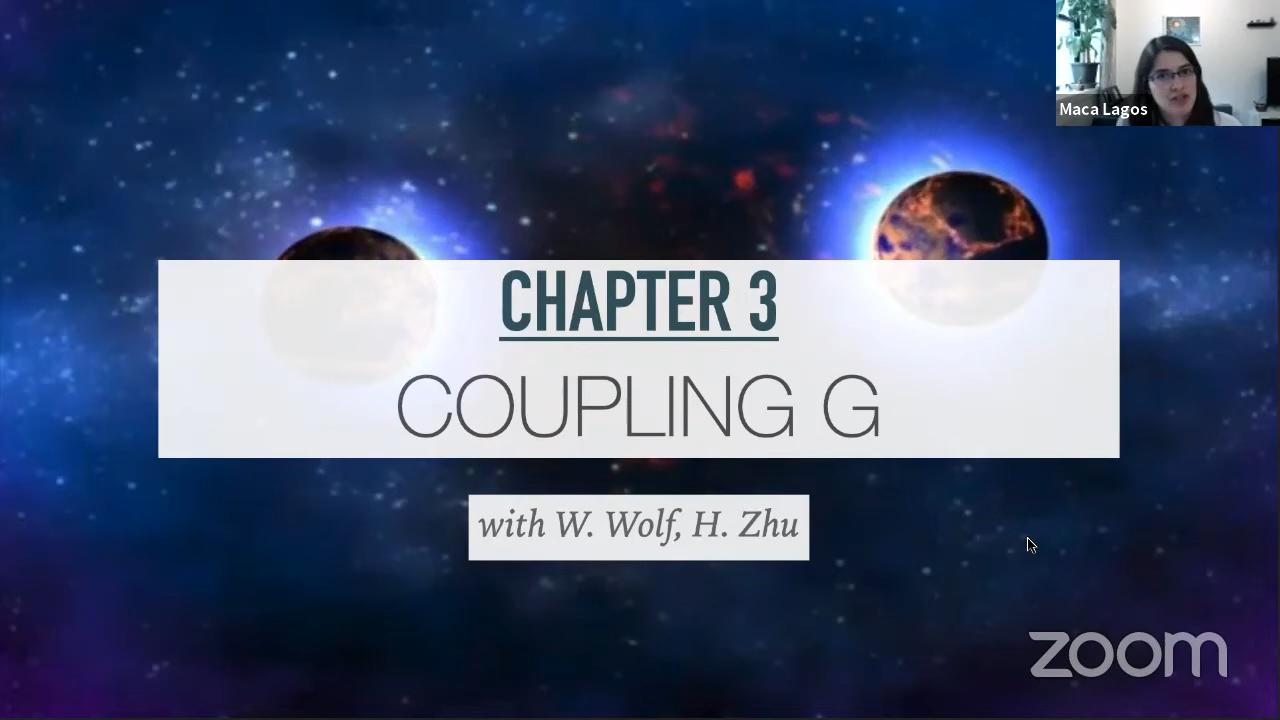 Maca Lagos
CHAPTER 3
COUPLING G
with W. Wolf, H. Zhu
zoom